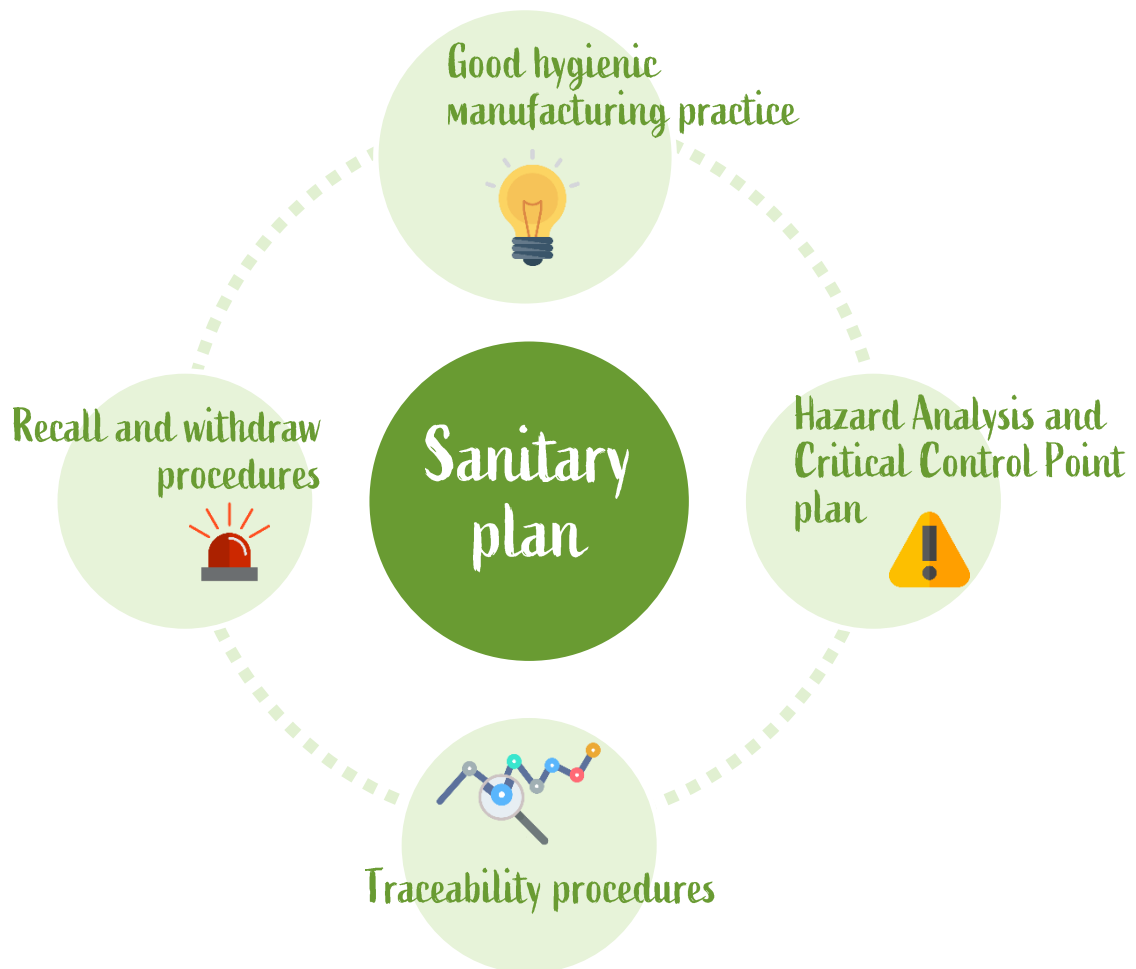 Good hygienic
manufacturing practice
Recall and withdraw
procedures
Sanitary
plan
Hazard Analysis and
Critical Control Point
plan
Traceability procedures